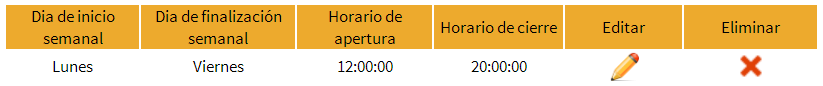 Dia de inicio semanal
Dia de finalización semanal
Horario de apertura
Horario de cierre
Editar
Eliminar
Lunes
Viernes
12:00:00
20:00:00